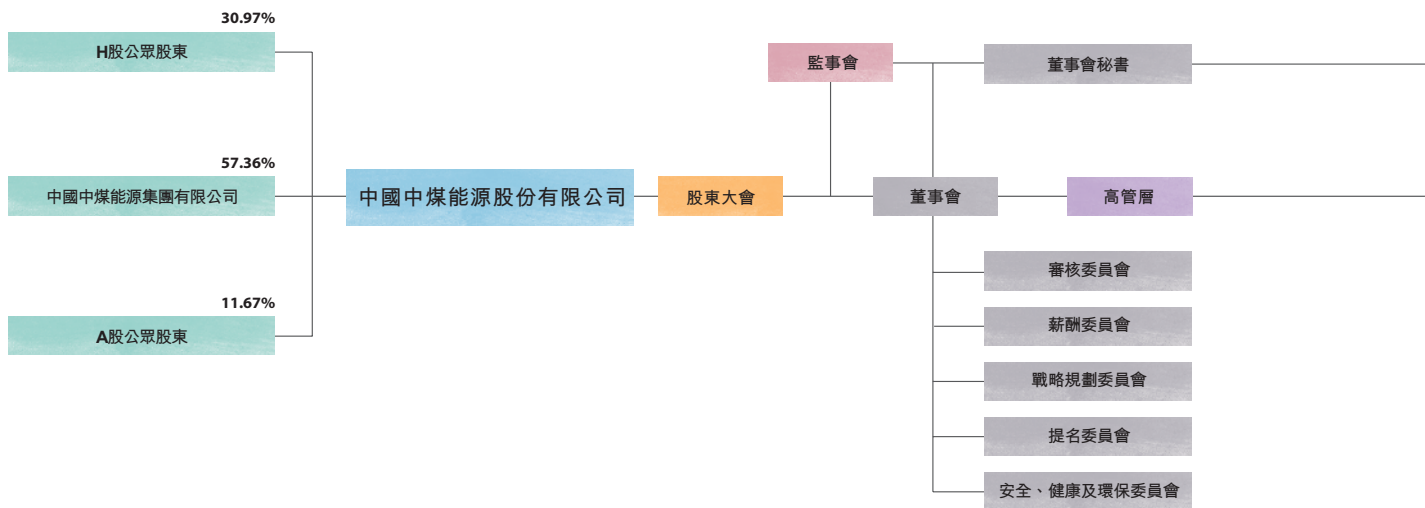 30.97%
H股公眾股東
57.36%
中國中煤能源集團有限公司
11.67%
A股公眾股東
中國中煤能源股份有限公司
股東大會
監事會
董事會
董事會秘書
高管層
審核委員會
薪酬委員會
戰略規劃委員會
提名委員會
安全、健康及環保委員會